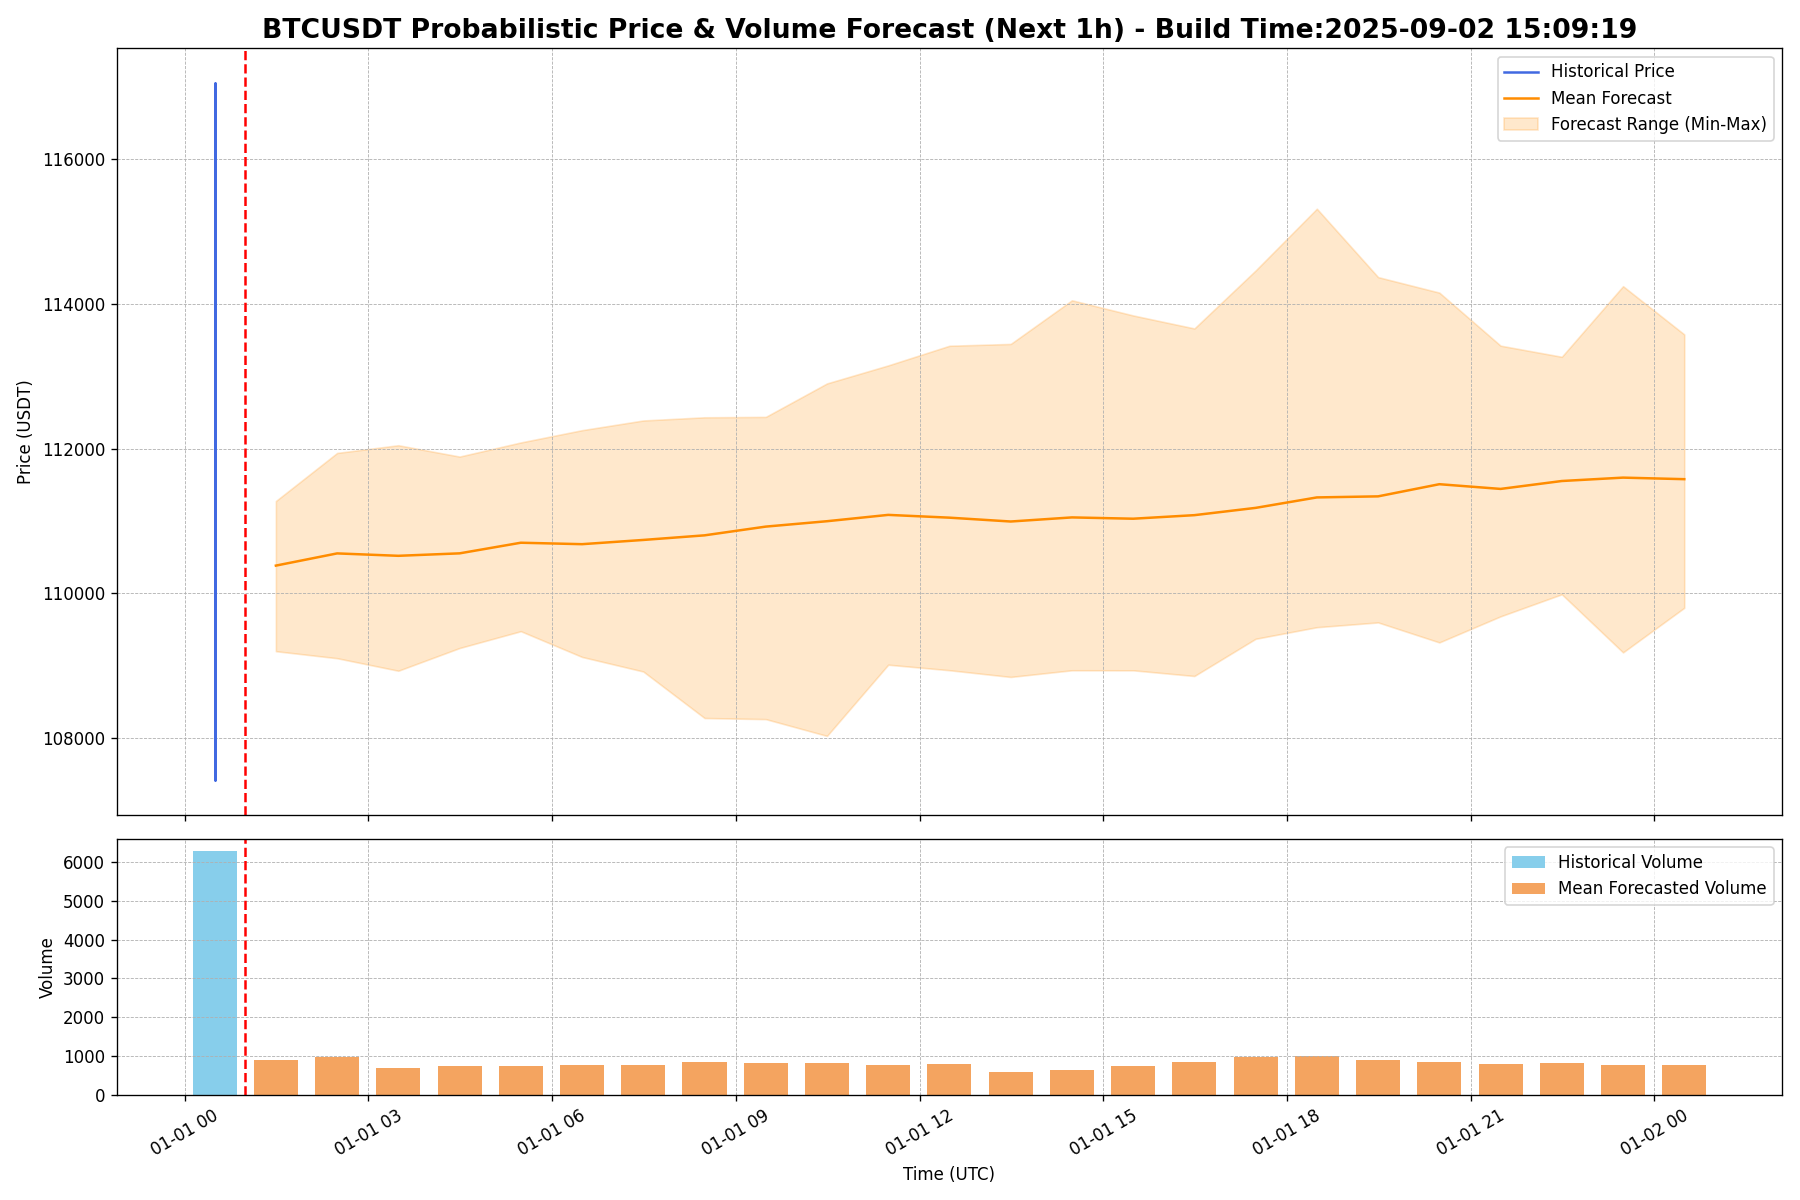 BTCUSDT Probabilistic Price & Volume Forecast (Next 1h) - Build Time:2025-09-02 15:09:19
Historical Price
Mean Forecast
Forecast Range (Min-Max)
116000
114000
112000
110000
108000
Price (USDT)
Historical Volume
Mean Forecasted Volume
6000
5000
4000
3000
2000
1000
0
Volume
01-01 00
01-01 03
01-01 06
01-01 09
01-01 12
01-01 15
01-01 18
01-01 21
01-02 00
Time (UTC)